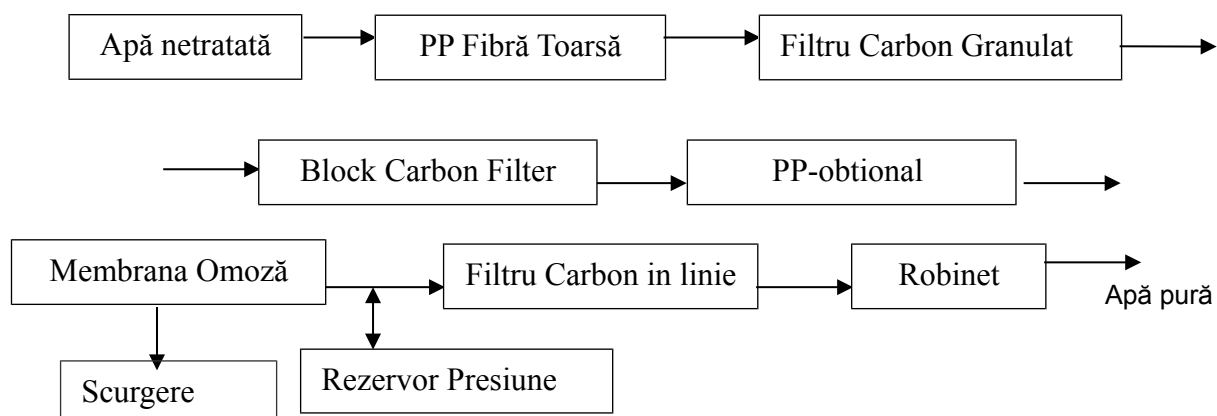 Apă netratată
PP Fibră Toarsă
Filtru Carbon Granulat
Block Carbon Filter
PP-obtional
Membrana Omoză
Filtru Carbon in linie
Robinet
Apă pură
Scurgere
Rezervor Presiune